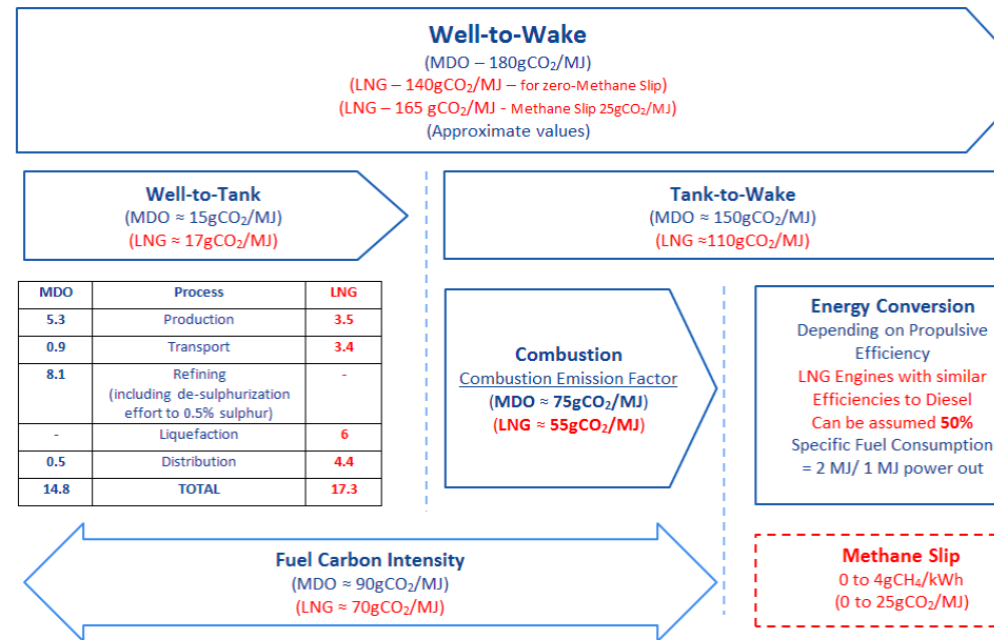 Well-to-Wake
(MDO – 180gCO₂/MJ)
(LNG – 140gCO₂/MJ – for zero-Methane Slip)
(LNG – 165 gCO₂/MJ - Methane Slip 25gCO₂/MJ)
(Approximate values)
Well-to-Tank
(MDO ≈ 15gCO₂/MJ)
(LNG ≈ 17gCO₂/MJ)
Tank-to-Wake
(MDO ≈ 150gCO₂/MJ)
(LNG ≈110gCO₂/MJ)
MDO Process LNG
5.3 Production 3.5
0.9 Transport 3.4
8.1 Refining -
(including de-sulphurization
effort to 0.5% sulphur)
- Liquefaction 6
0.5 Distribution 4.4
14.8 TOTAL 17.3
Combustion
Combustion Emission Factor
(MDO ≈ 75gCO₂/MJ)
(LNG ≈ 55gCO₂/MJ)
Energy Conversion
Depending on Propulsive
Efficiency
LNG Engines with similar
Efficiencies to Diesel
Can be assumed 50%
Specific Fuel Consumption
= 2 MJ/ 1 MJ power out
Fuel Carbon Intensity
(MDO ≈ 90gCO₂/MJ)
(LNG ≈ 70gCO₂/MJ)
Methane Slip
0 to 4gCH₄/kWh
(0 to 25gCO₂/MJ)